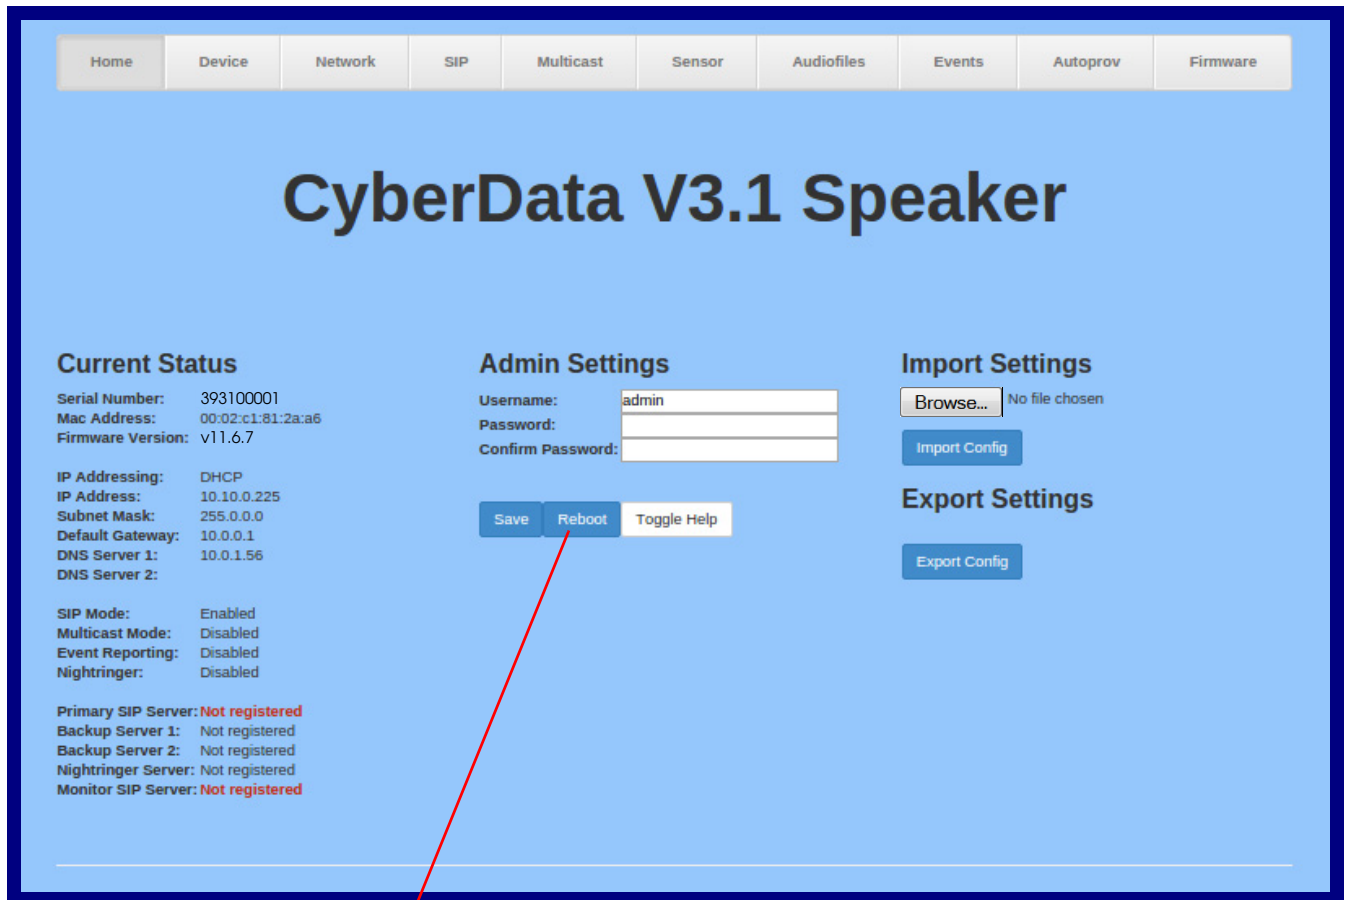 Home Device Network SIP Multicast Sensor Audiofiles Events Autoprov Firmware
CyberData V3.1 Speaker
Current Status
Serial Number: 393100001
Mac Address: 00:02:c1:81:2a:a6
Firmware Version: v11.6.7
IP Addressing: DHCP
IP Address: 10.10.0.225
Subnet Mask: 255.0.0.0
Default Gateway: 10.0.0.1
DNS Server 1: 10.0.1.56
DNS Server 2:
SIP Mode: Enabled
Multicast Mode: Disabled
Event Reporting: Disabled
Nightringer: Disabled
Primary SIP Server: Not registered
Backup Server 1: Not registered
Backup Server 2: Not registered
Nightringer Server: Not registered
Monitor SIP Server: Not registered
Admin Settings
Username: admin
Password:
Confirm Password:
Save Reboot Toggle Help
Import Settings
Browse... No file chosen
Import Config
Export Settings
Export Config